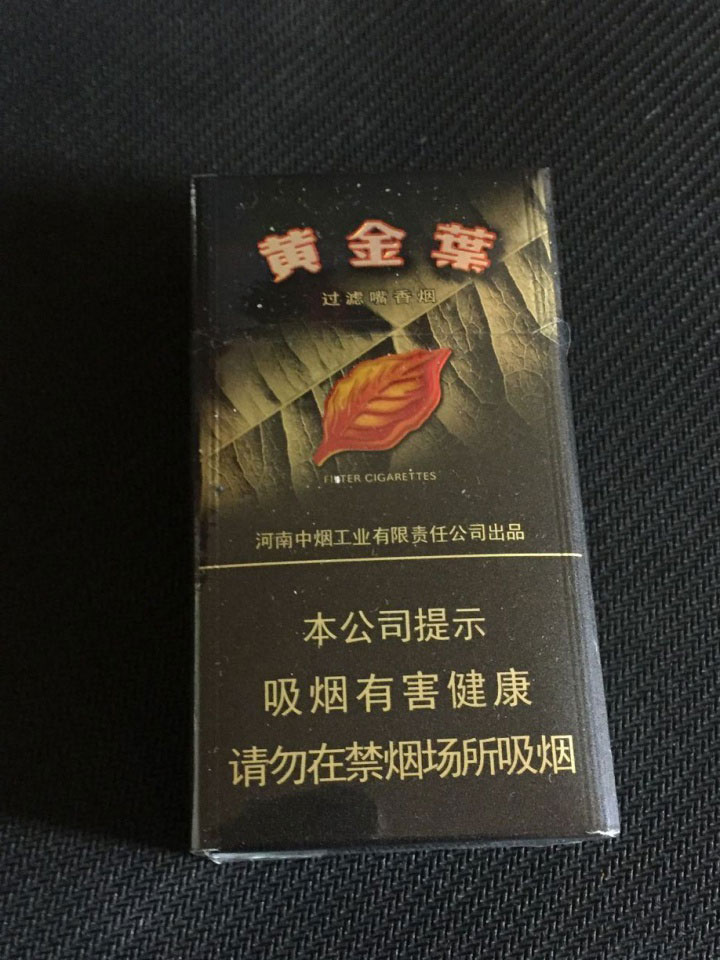 黄金葉
过滤嘴香烟
FILTER CIGARETTES
河南中烟工业有限责任公司出品
本公司提示
吸烟有害健康
请勿在禁烟场所吸烟